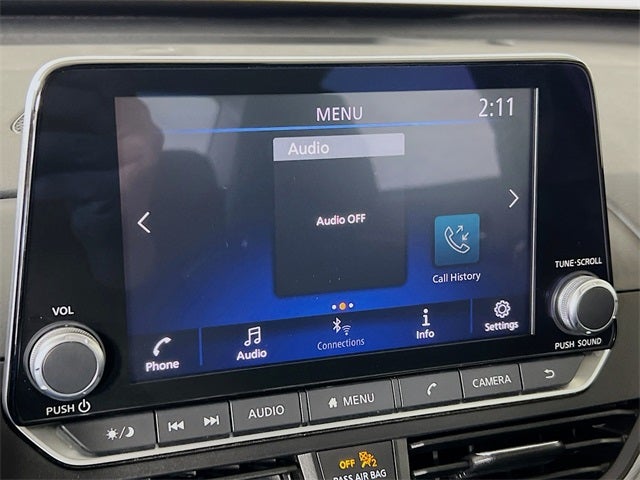 MENU
2:11
Audio
Audio OFF
Call History
Phone
Audio
Connections
Info
Settings
VOL
PUSH
TUNE·SCROLL
PUSH SOUND
AUDIO
MENU
CAMERA
OFF
2
PASS AIR BAG